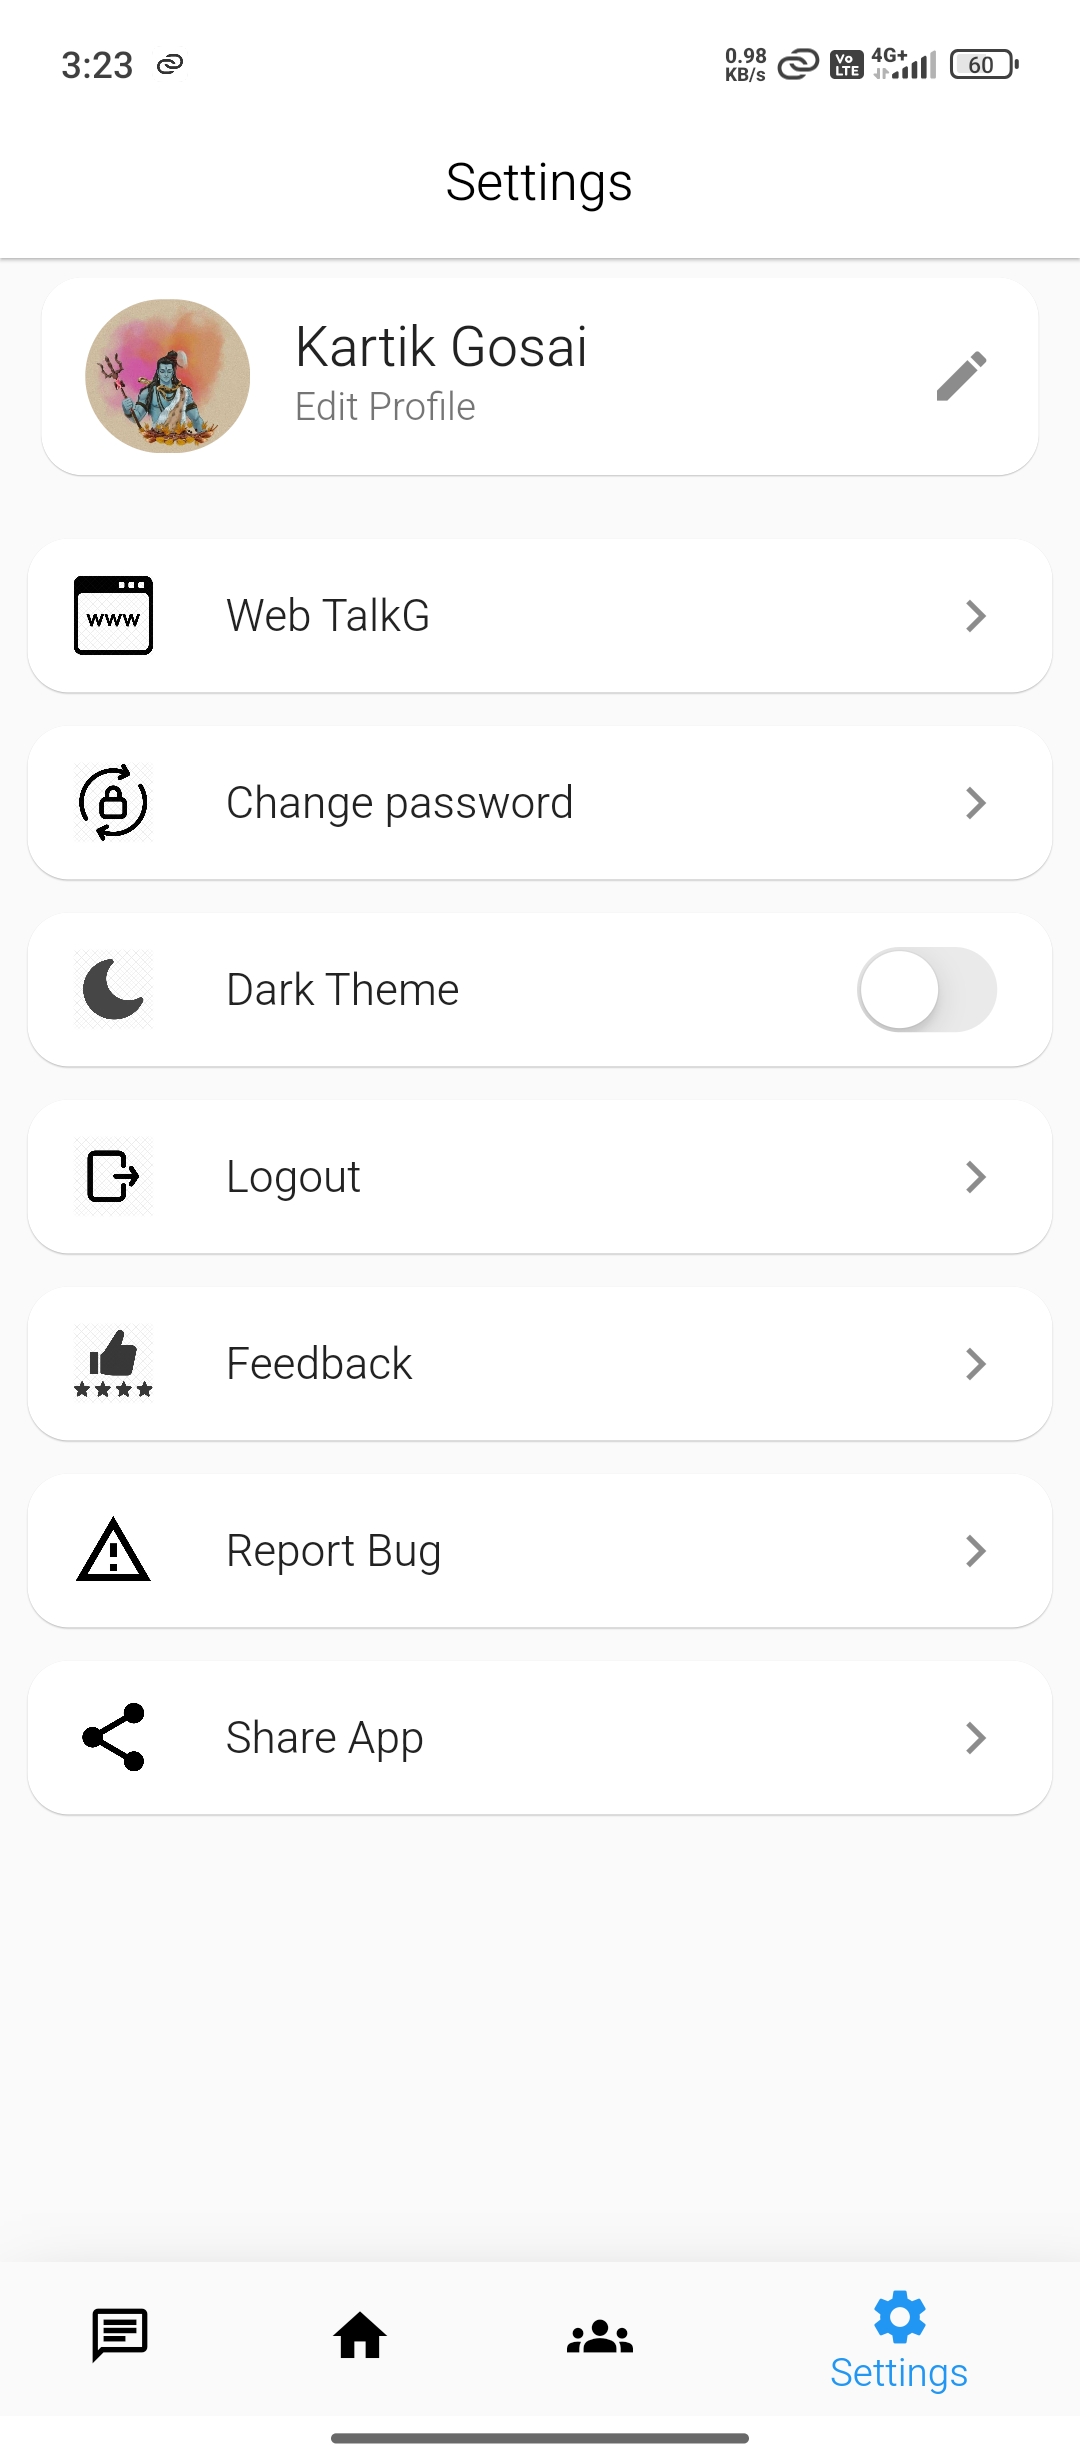 3:23
0.98
KB/s
Vo
LTE
4G+
60
Settings
Kartik Gosai
Edit Profile
www
Web TalkG
Change password
Dark Theme
Logout
Feedback
Report Bug
Share App
Settings